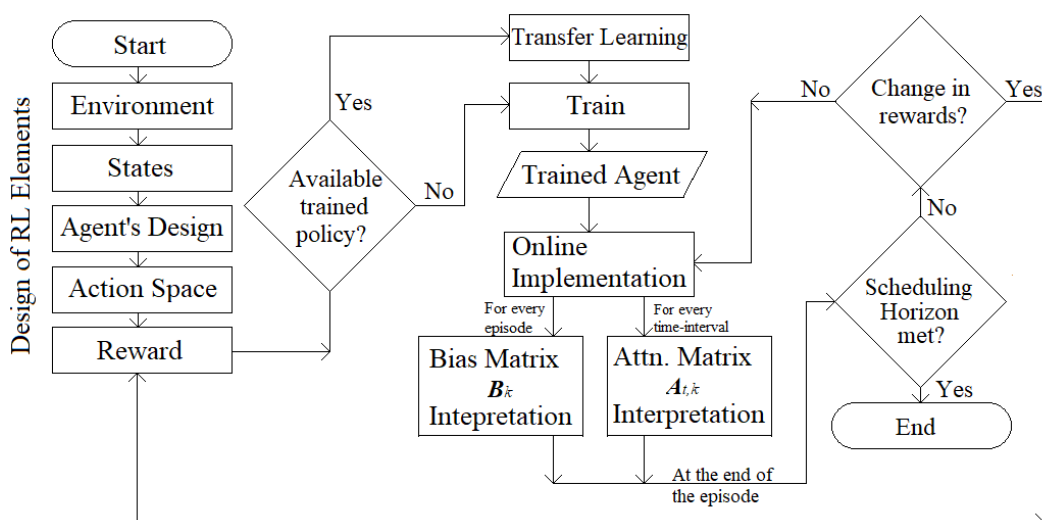 Design of RL Elements
Start
Environment
States
Agent's Design
Action Space
Reward
Yes
Available
trained
policy?
No
Transfer Learning
Train
Trained Agent
Online
Implementation
For every
episode
For every
time-interval
Bias Matrix
Bk
Intepretation
Attn. Matrix
At,k
Interpretation
At the end of
the episode
No
Change in
rewards?
Yes
No
Scheduling
Horizon
met?
Yes
End